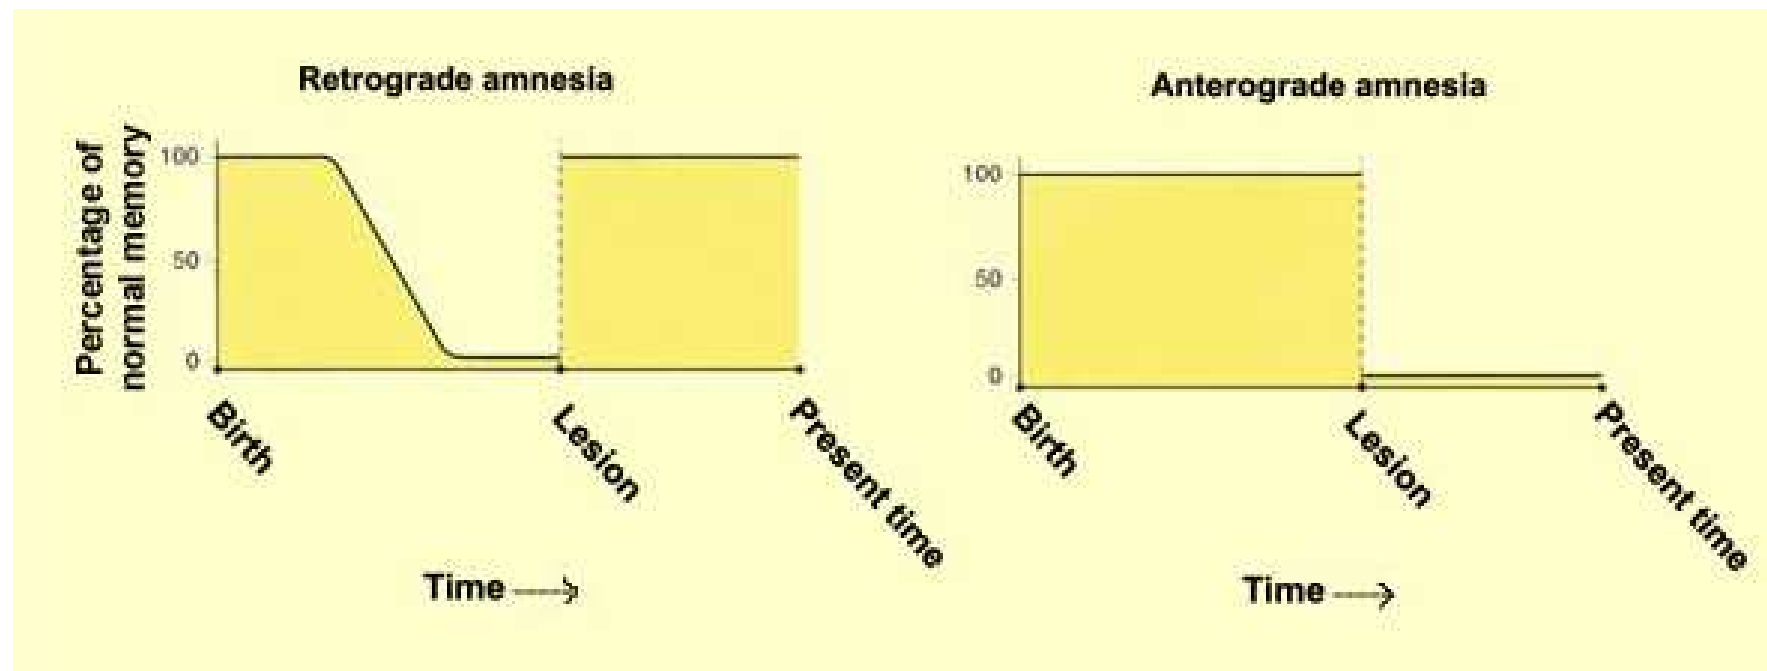 Retrograde amnesia
Percentage of
normal memory
100
50
0
Birth
Lesion
Present time
Time
Anterograde amnesia
100
50
0
Birth
Lesion
Present time
Time